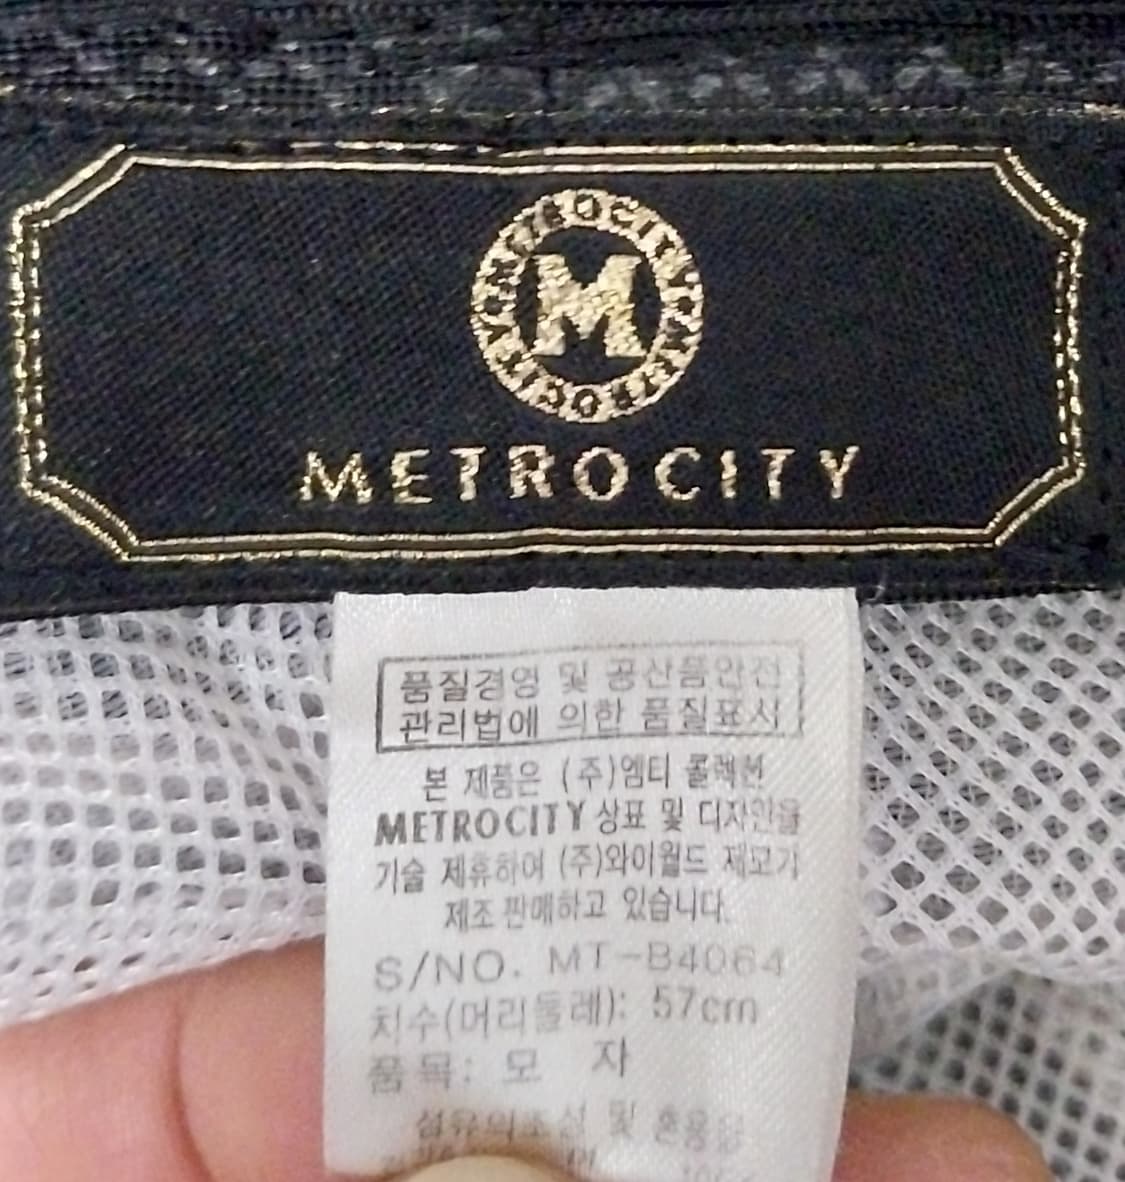 METROCITY
M
METROCITY
품질경영 및 공산품안전
관리법에 의한 품질표시
본 제품은 (주)엠티 콜렉션
METROCITY 상표 및 디자인을
기술 제휴하여 (주)와이월드
제조 판매하고 있습니다.
S/NO. MT-B4064
치수(머리둘레): 57cm
품목: 모 자
섬유의조성 및 혼용율